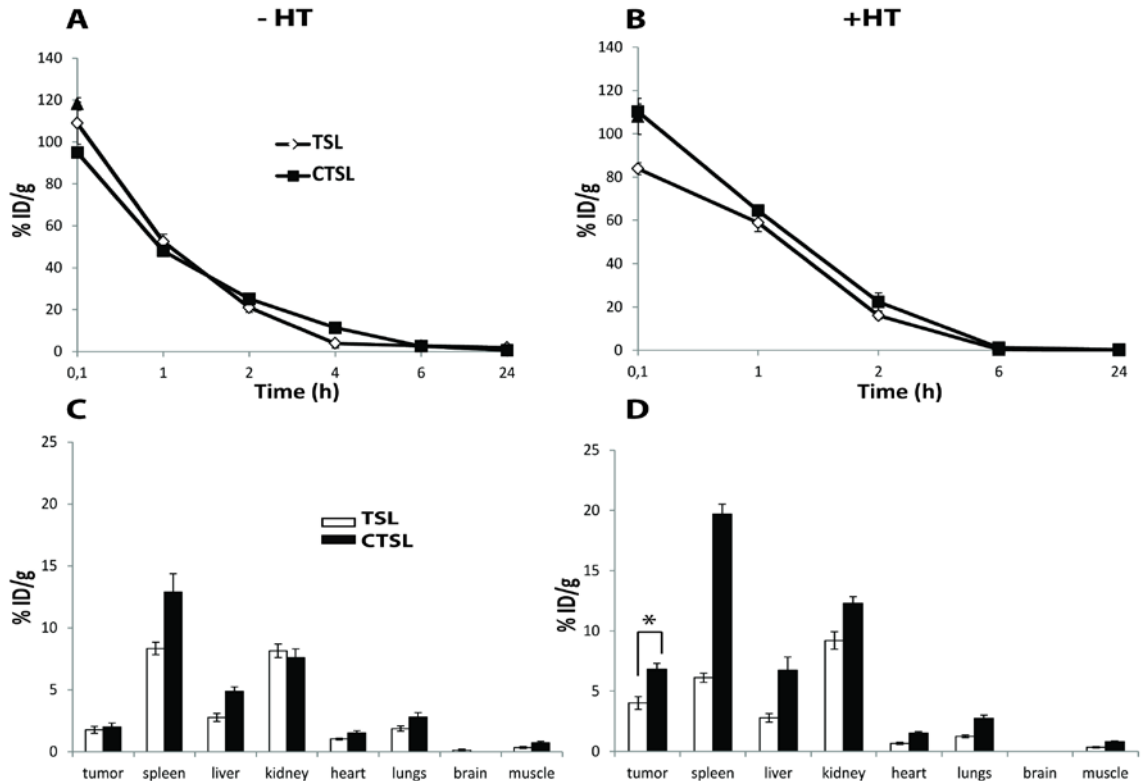 A - HT
140
120
100
80
60
40
20
0
% ID/g
TSL
CTSL
0,1 1 2 4 6 24
Time (h)
B +HT
140
120
100
80
60
40
20
0
% ID/g
0,1 1 2 6 24
Time (h)
C
25
20
15
10
5
0
% ID/g
TSL
CTSL
tumor spleen liver kidney heart lungs brain muscle
D
25
20
15
10
5
0
% ID/g
*
tumor spleen liver kidney heart lungs brain muscle